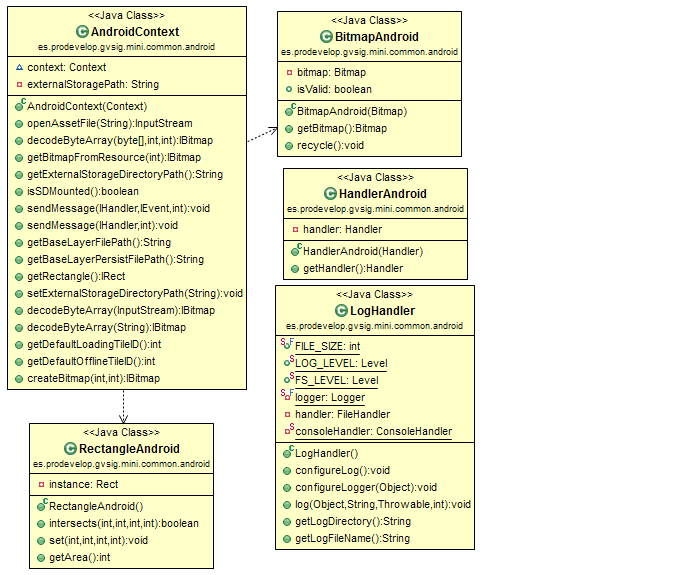 <<Java Class>>
AndroidContext
es.prodevelop.gvsig.mini.common.android
context: Context
externalStoragePath: String
AndroidContext(Context)
openAssetFile(String):InputStream
decodeByteArray(byte[],int,int):IBitmap
getBitmapFromResource(int):IBitmap
getExternalStorageDirectoryPath():String
isSDMounted():boolean
sendMessage(IHandler,IEvent,int):void
sendMessage(IHandler,int):void
getBaseLayerFilePath():String
getBaseLayerPersistFilePath():String
getRectangle():IRect
setExternalStorageDirectoryPath(String):void
decodeByteArray(InputStream):IBitmap
decodeByteArray(String):IBitmap
getDefaultLoadingTileID():int
getDefaultOfflineTileID():int
createBitmap(int,int):IBitmap
<<Java Class>>
BitmapAndroid
es.prodevelop.gvsig.mini.common.android
bitmap: Bitmap
isValid: boolean
BitmapAndroid(Bitmap)
getBitmap():Bitmap
recycle():void
<<Java Class>>
HandlerAndroid
es.prodevelop.gvsig.mini.common.android
handler: Handler
HandlerAndroid(Handler)
getHandler():Handler
<<Java Class>>
LogHandler
es.prodevelop.gvsig.mini.common.android
FILE_SIZE: int
LOG_LEVEL: Level
FS_LEVEL: Level
logger: Logger
handler: FileHandler
consoleHandler: ConsoleHandler
LogHandler()
configureLog():void
configureLogger(Object):void
log(Object,String,Throwable,int):void
getLogDirectory():String
getLogFileName():String
<<Java Class>>
RectangleAndroid
es.prodevelop.gvsig.mini.common.android
instance: Rect
RectangleAndroid()
intersects(int,int,int,int):boolean
set(int,int,int,int):void
getArea():int